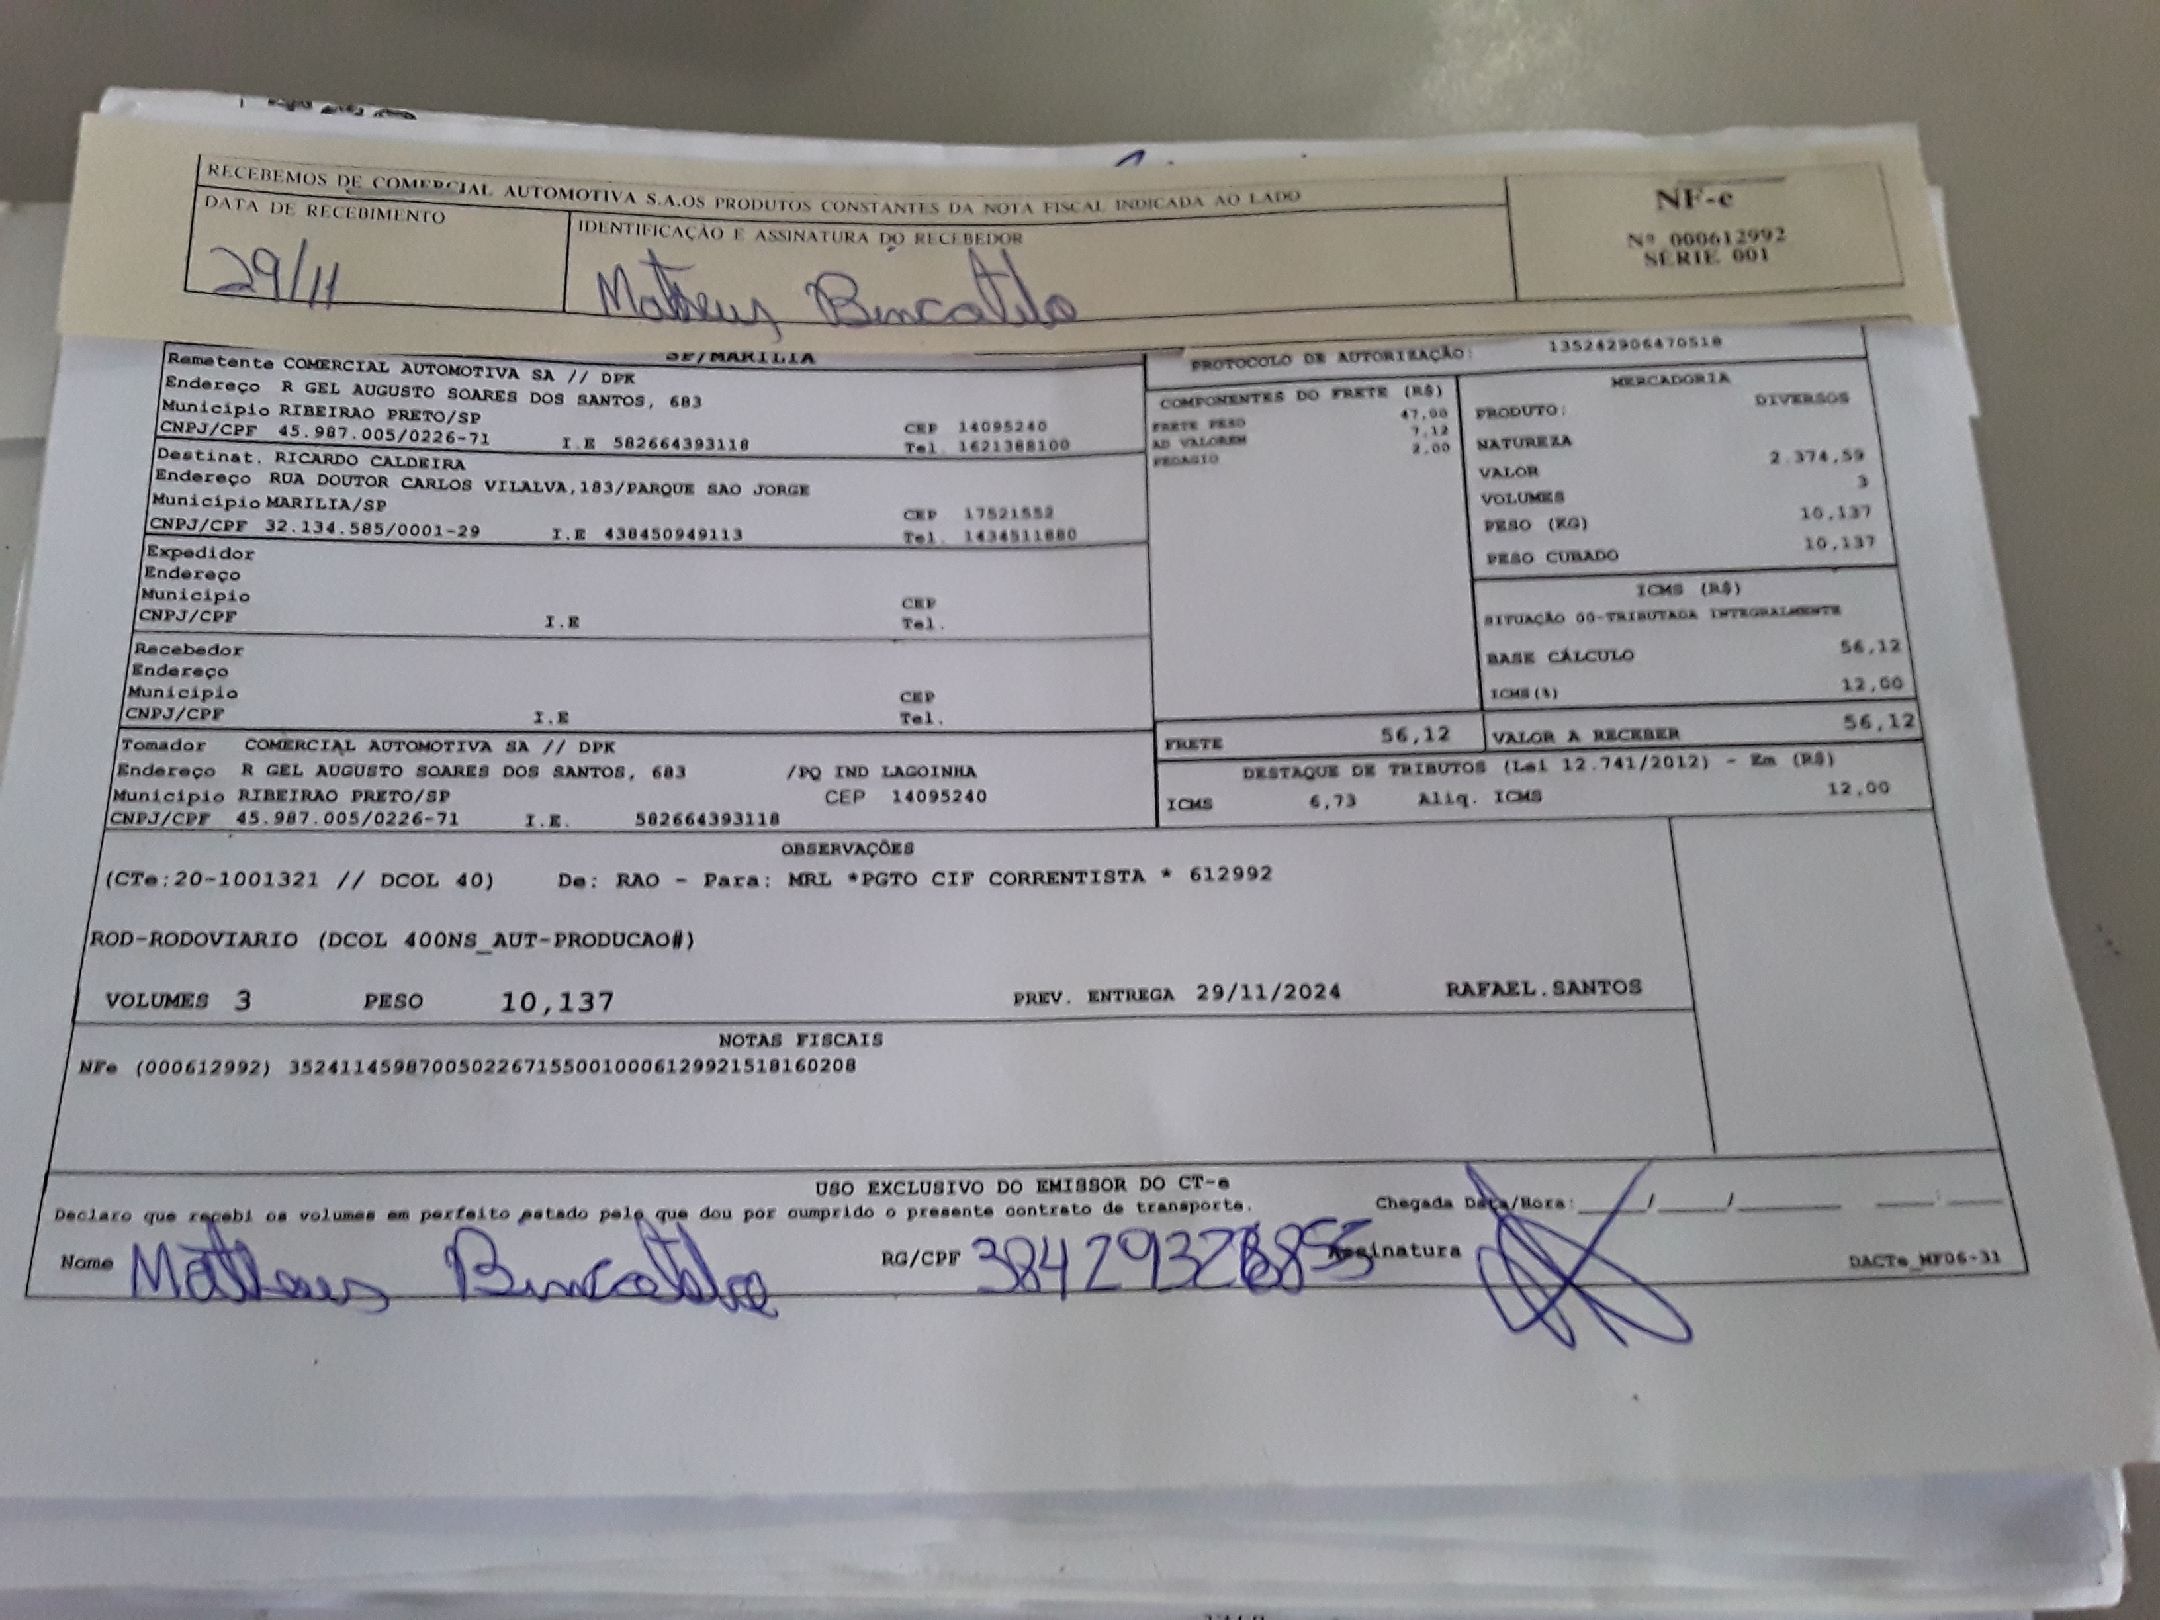 RECEBEMOS DE COMERCIAL AUTOMOTIVA S.A.OS PRODUTOS CONSTANTES DA NOTA FISCAL INDICADA AO LADO
DATA DE RECEBIMENTO
29/11
IDENTIFICAÇÃO E ASSINATURA DO RECEBEDOR
Matheus
NF-e
Nº 000612992
SÉRIE 001
SP/MARILIA
Remetente COMERCIAL AUTOMOTIVA SA // DPK
Endereço R GEL AUGUSTO SOARES DOS SANTOS, 683
Municipio RIBEIRAO PRETO/SP CEP 14095240
CNPJ/CPF 45.987.005/0226-71 I.E 582664393118 Tel. 1621388100
Destinat. RICARDO CALDEIRA
Endereço RUA DOUTOR CARLOS VILALVA,183/PARQUE SAO JORGE
Municipio MARILIA/SP CEP 17521552
CNPJ/CPF 32.134.585/0001-29 I.E 438450949113 Tel. 1434511880
Expedidor
Endereço
Municipio CEP
CNPJ/CPF I.E Tel.
Recebedor
Endereço
Municipio CEP
CNPJ/CPF I.E Tel.
Tomador COMERCIAL AUTOMOTIVA SA // DPK
Endereço R GEL AUGUSTO SOARES DOS SANTOS, 683 /PQ IND LAGOINHA
Municipio RIBEIRAO PRETO/SP CEP 14095240
CNPJ/CPF 45.987.005/0226-71 I.E. 582664393118
PROTOCOLO DE AUTORIZAÇÃO: 135242906470518
COMPONENTES DO FRETE (R$)
FRETE PESO 47,00
AD VALOREM 7,12
PEDAGIO 2,00
MERCADORIA
PRODUTO: DIVERSOS
NATUREZA
VALOR 2.374,59
VOLUMES 3
PESO (KG) 10,137
PESO CUBADO 10,137
ICMS (R$)
SITUAÇÃO 00-TRIBUTADA INTEGRALMENTE
BASE CÁLCULO 56,12
ICMS(%) 12,00
FRETE 56,12 VALOR A RECEBER 56,12
DESTAQUE DE TRIBUTOS (Lei 12.741/2012) - Em (R$)
ICMS 6,73 Aliq. ICMS 12,00
OBSERVAÇÕES
(CTe:20-1001321 // DCOL 40) De: RAO - Para: MRL *PGTO CIF CORRENTISTA * 612992
ROD-RODOVIARIO (DCOL 400NS_AUT-PRODUCAO#)
VOLUMES 3 PESO 10,137 PREV. ENTREGA 29/11/2024 RAFAEL.SANTOS
NOTAS FISCAIS
NFe (000612992) 35241145987005022671550010006129921518160208
USO EXCLUSIVO DO EMISSOR DO CT-e
Declaro que recebi os volumes em perfeito estado pelo que dou por cumprido o presente contrato de transporte. Chegada Data/Hora: ____/____/________ ____:____
Nome Matheus RG/CPF Assinatura DACTe_MF06-31